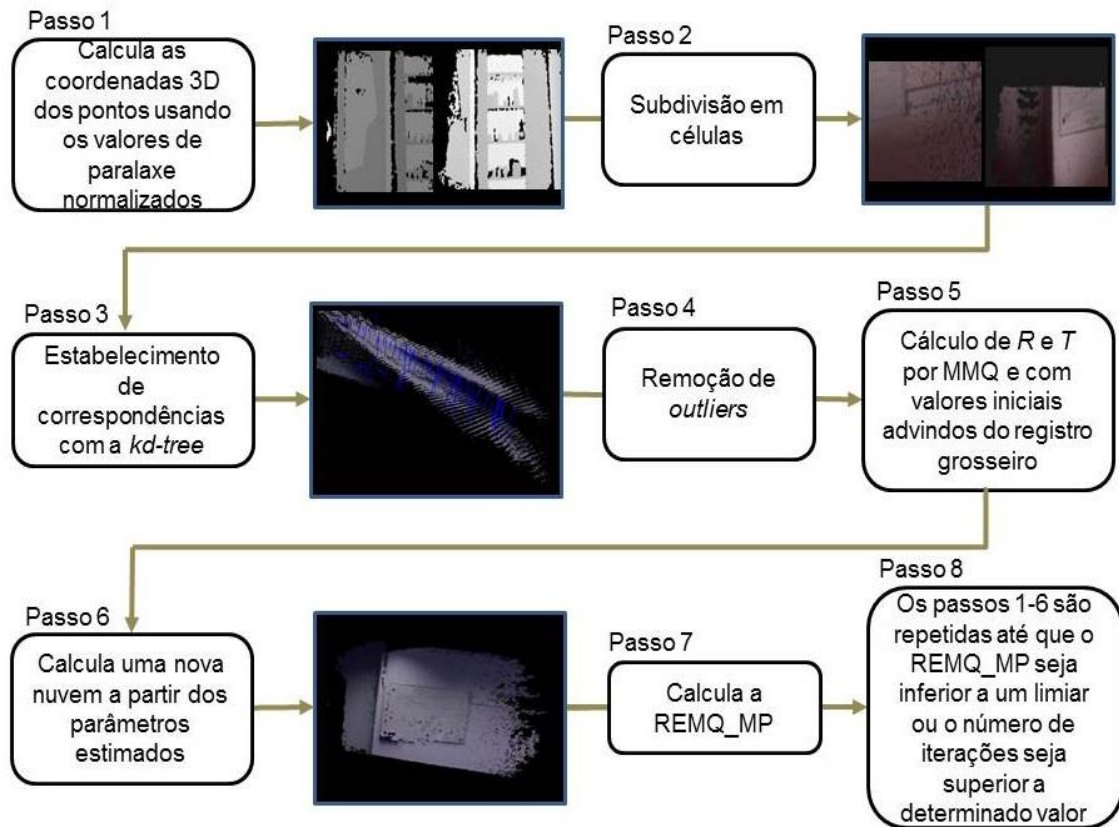 Passo 1
Calcula as
coordenadas 3D
dos pontos usando
os valores de
paralaxe
normalizados
Passo 2
Subdivisão em
células
Passo 3
Estabelecimento
de
correspondências
com a kd-tree
Passo 4
Remoção de
outliers
Passo 5
Cálculo de R e T
por MMQ e com
valores iniciais
advindos do registro
grosseiro
Passo 6
Calcula uma nova
nuvem a partir dos
parâmetros
estimados
Passo 7
Calcula a
REMQ_MP
Passo 8
Os passos 1-6 são
repetidas até que o
REMQ_MP seja
inferior a um limiar
ou o número de
iterações seja
superior a
determinado valor